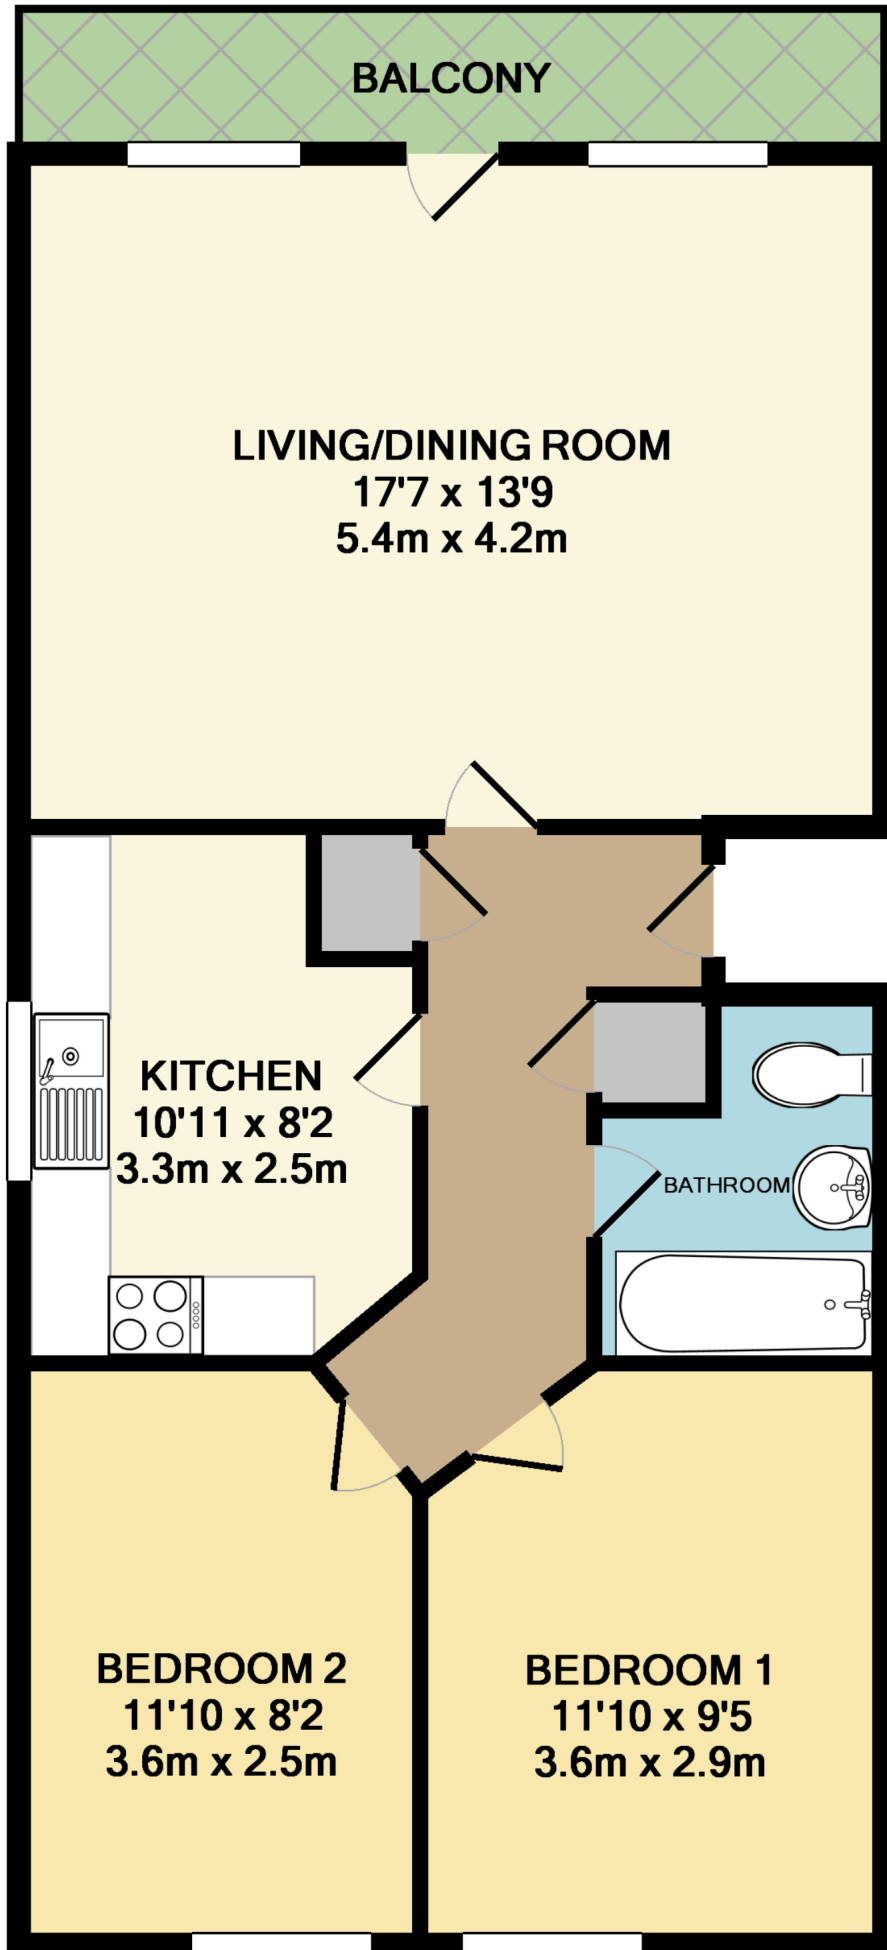 BALCONY
LIVING/DINING ROOM
17'7 x 13'9
5.4m x 4.2m
KITCHEN
10'11 x 8'2
3.3m x 2.5m
BATHROOM
BEDROOM 2
11'10 x 8'2
3.6m x 2.5m
BEDROOM 1
11'10 x 9'5
3.6m x 2.9m